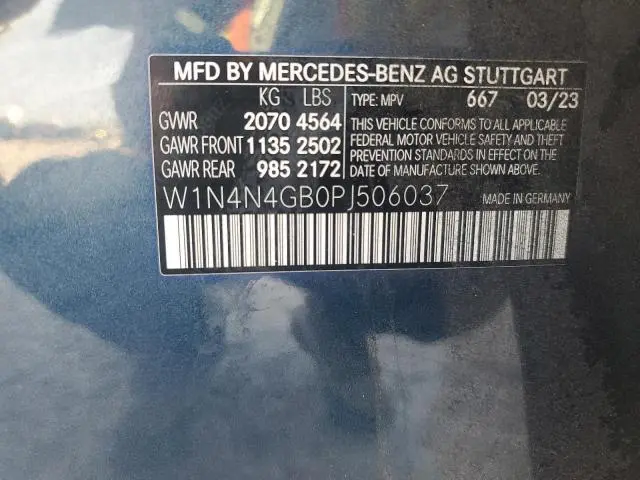 MFD BY MERCEDES-BENZ AG STUTTGART
KG LBS TYPE: MPV 667 03/23
GVWR 2070 4564
GAWR FRONT 1135 2502
GAWR REAR 985 2172
THIS VEHICLE CONFORMS TO ALL APPLICABLE
FEDERAL MOTOR VEHICLE SAFETY AND THEFT
PREVENTION STANDARDS IN EFFECT ON THE
DATE OF MANUFACTURE SHOWN ABOVE.
W1N4N4GB0PJ506037 MADE IN GERMANY